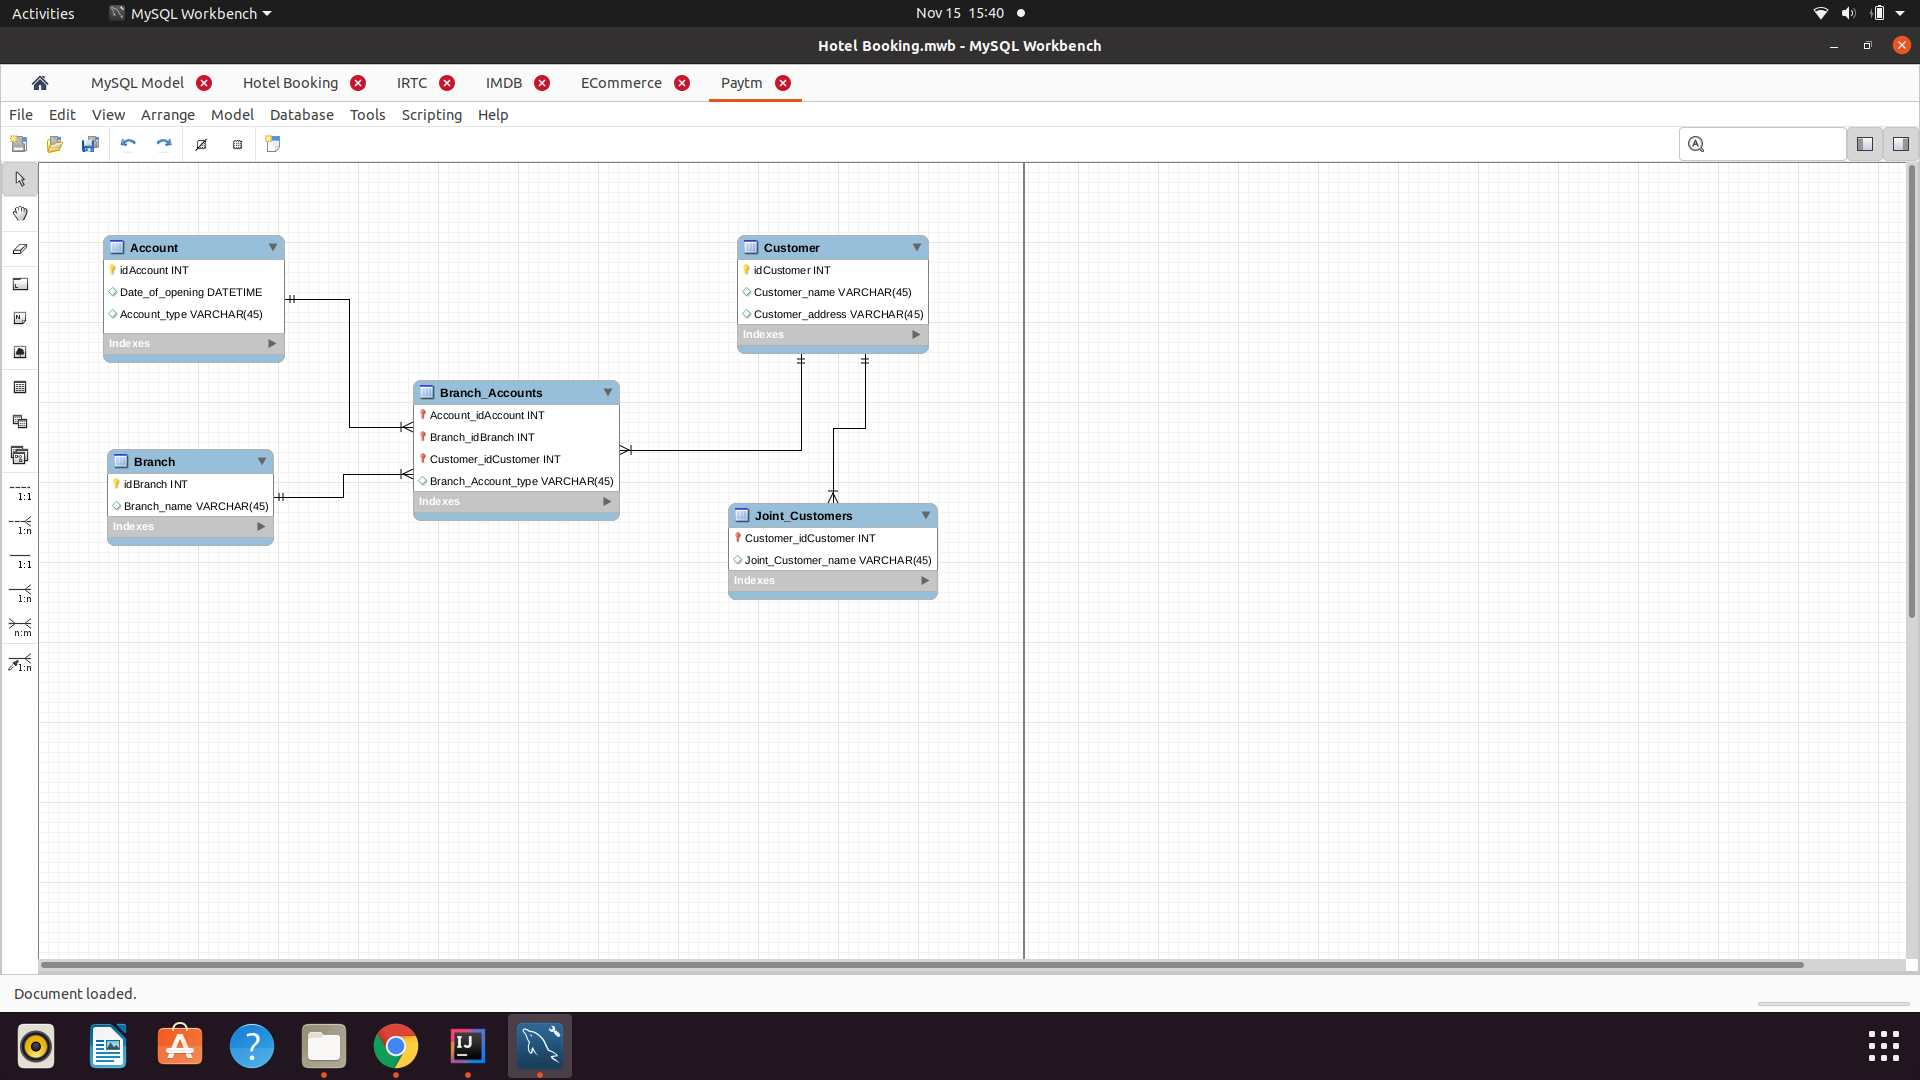 Activities MySQL Workbench Nov 15 15:40
Hotel Booking.mwb - MySQL Workbench
MySQL Model Hotel Booking IRTC IMDB ECommerce Paytm
File Edit View Arrange Model Database Tools Scripting Help
Account
idAccount INT
Date_of_opening DATETIME
Account_type VARCHAR(45)
Indexes
Customer
idCustomer INT
Customer_name VARCHAR(45)
Customer_address VARCHAR(45)
Indexes
Branch_Accounts
Account_idAccount INT
Branch_idBranch INT
Customer_idCustomer INT
Branch_Account_type VARCHAR(45)
Indexes
Branch
idBranch INT
Branch_name VARCHAR(45)
Indexes
Joint_Customers
Customer_idCustomer INT
Joint_Customer_name VARCHAR(45)
Indexes
1:1
1:n
1:1
1:n
n:m
1:n
Document loaded.
IJ